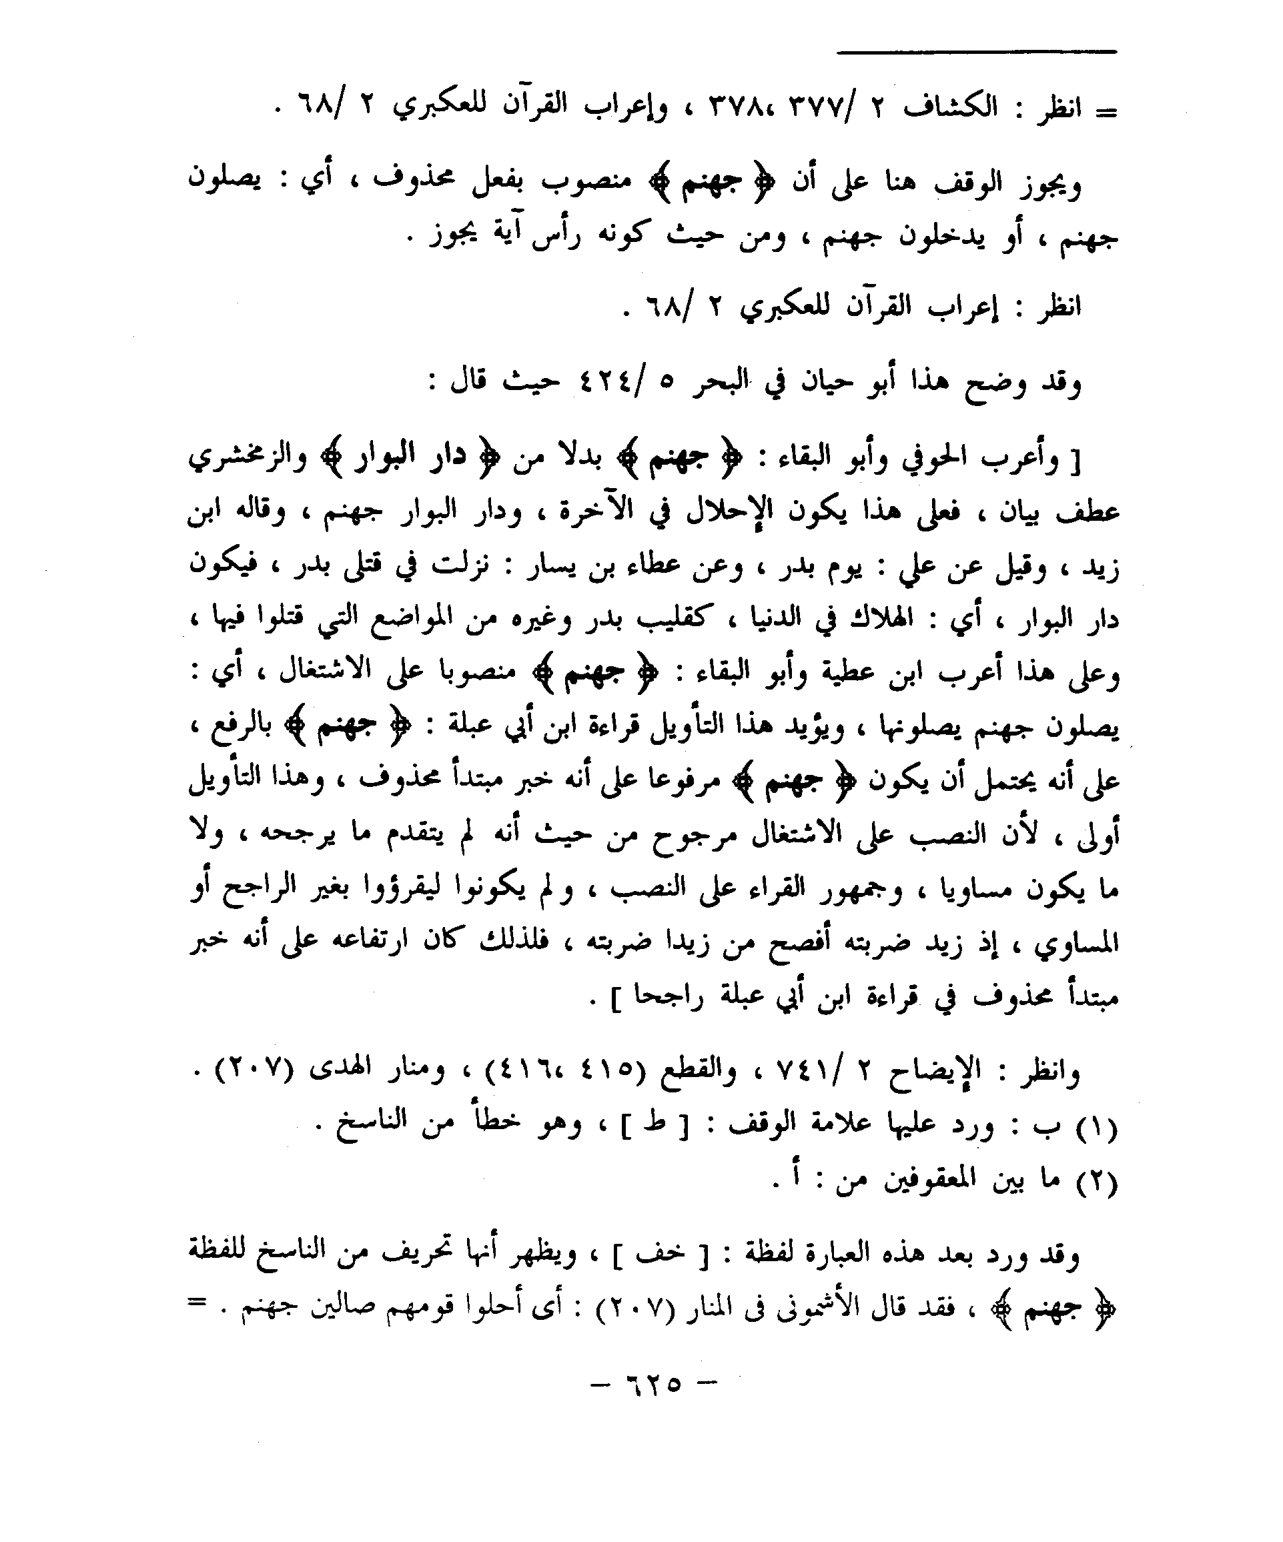 = انظر : الكشاف ٢ /٣٧٧ ،٣٧٨ ، وإعراب القرآن للعكبري ٢ /٦٨ .
ويجوز الوقف هنا على أن ﴿ جهنم ﴾ منصوب بفعل محذوف ، أي : يصلون
جهنم ، أو يدخلون جهنم ، ومن حيث كونه رأس آية يجوز .
انظر : إعراب القرآن للعكبري ٢ /٦٨ .
وقد وضح هذا أبو حيان في البحر ٥ /٤٢٤ حيث قال :
[ وأعرب الحوفي وأبو البقاء : ﴿ جهنم ﴾ بدلا من ﴿ دار البوار ﴾ والزمخشري
عطف بيان ، فعلى هذا يكون الإحلال في الآخرة ، ودار البوار جهنم ، وقاله ابن
زيد ، وقيل عن علي : يوم بدر ، وعن عطاء بن يسار : نزلت في قتلى بدر ، فيكون
دار البوار ، أي : الهلاك في الدنيا ، كقليب بدر وغيره من المواضع التي قتلوا فيها ،
وعلى هذا أعرب ابن عطية وأبو البقاء : ﴿ جهنم ﴾ منصوبا على الاشتغال ، أي :
يصلون جهنم يصلونها ، ويؤيد هذا التأويل قراءة ابن أبي عبلة : ﴿ جهنم ﴾ بالرفع ،
على أنه يحتمل أن يكون ﴿ جهنم ﴾ مرفوعا على أنه خبر مبتدأ محذوف ، وهذا التأويل
أولى ، لأن النصب على الاشتغال مرجوح من حيث أنه لم يتقدم ما يرجحه ، ولا
ما يكون مساويا ، وجمهور القراء على النصب ، ولم يكونوا ليقرؤوا بغير الراجح أو
المساوي ، إذ زيد ضربته أفصح من زيدا ضربته ، فلذلك كان ارتفاعه على أنه خبر
مبتدأ محذوف في قراءة ابن أبي عبلة راجحا ] .
وانظر : الإيضاح ٢ /٧٤١ ، والقطع (٤١٥ ،٤١٦) ، ومنار الهدى (٢٠٧) .
(١) ب : ورد عليها علامة الوقف : [ ط ] ، وهو خطأ من الناسخ .
(٢) ما بين المعقوفين من : أ .
وقد ورد بعد هذه العبارة لفظة : [ خف ] ، ويظهر أنها تحريف من الناسخ للفظة
﴿ جهنم ﴾ ، فقد قال الأشمونى فى المنار (٢٠٧) : أى أحلوا قومهم صالين جهنم . =
– ٦٢٥ –